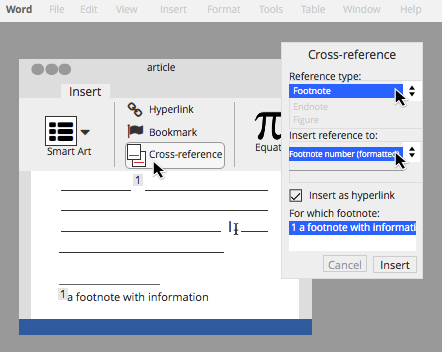 Word File Edit View Insert Format Footnotes Tools Table Window Help
article
Insert
Hyperlink
Bookmark
Cross-reference
Smart Art
Equat
1
1 a footnote with information
Cross-reference
Reference type:
Footnote
Endnote
Figure
Insert reference to:
Footnote number (formatted)
Insert as hyperlink
For which footnote:
1 a footnote with informati
Cancel Insert